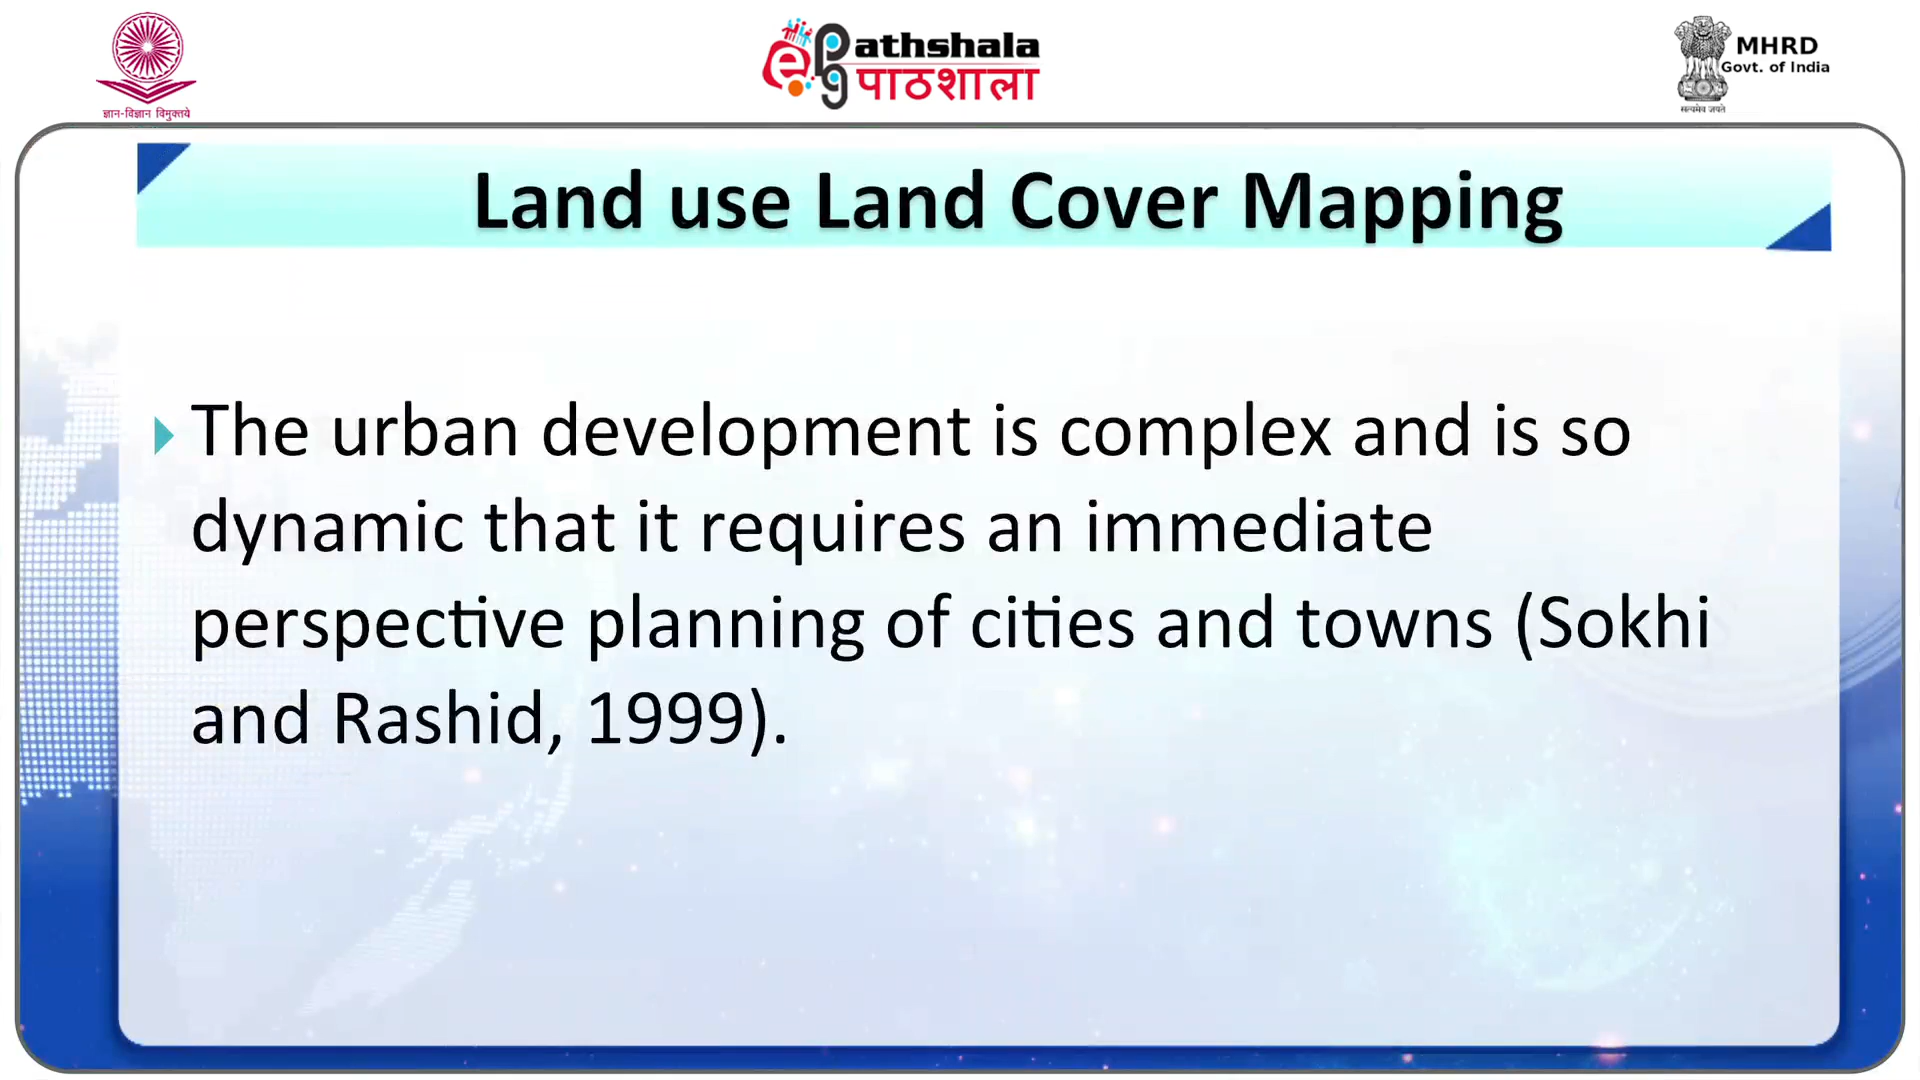 ज्ञान-विज्ञान विमुक्तये
ePG Pathshala
पाठशाला
MHRD
Govt. of India
सत्यमेव जयते
Land use Land Cover Mapping
The urban development is complex and is so
dynamic that it requires an immediate
perspective planning of cities and towns (Sokhi
and Rashid, 1999).